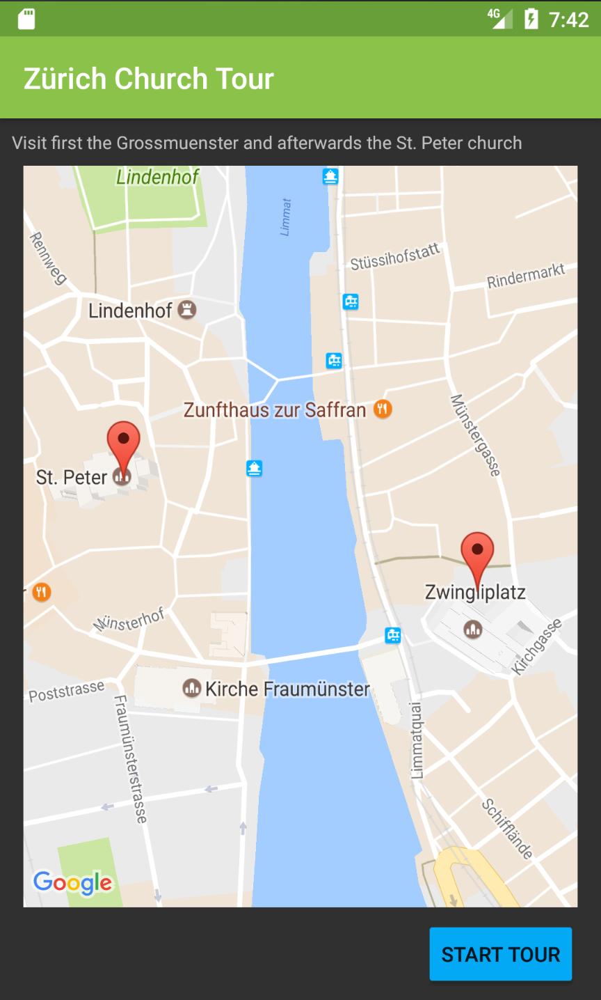 4G 7:42
Zürich Church Tour
Visit first the Grossmuenster and afterwards the St. Peter church
Lindenhof
Limmat
Rennweg
Stüssihofstatt
Rindermarkt
Lindenhof
Zunfthaus zur Saffran
Münstergasse
St. Peter
Zwingliplatz
Münsterhof
Kirchgasse
Poststrasse
Kirche Fraumünster
Fraumünsterstrasse
Limmatquai
Schifflände
Google
START TOUR